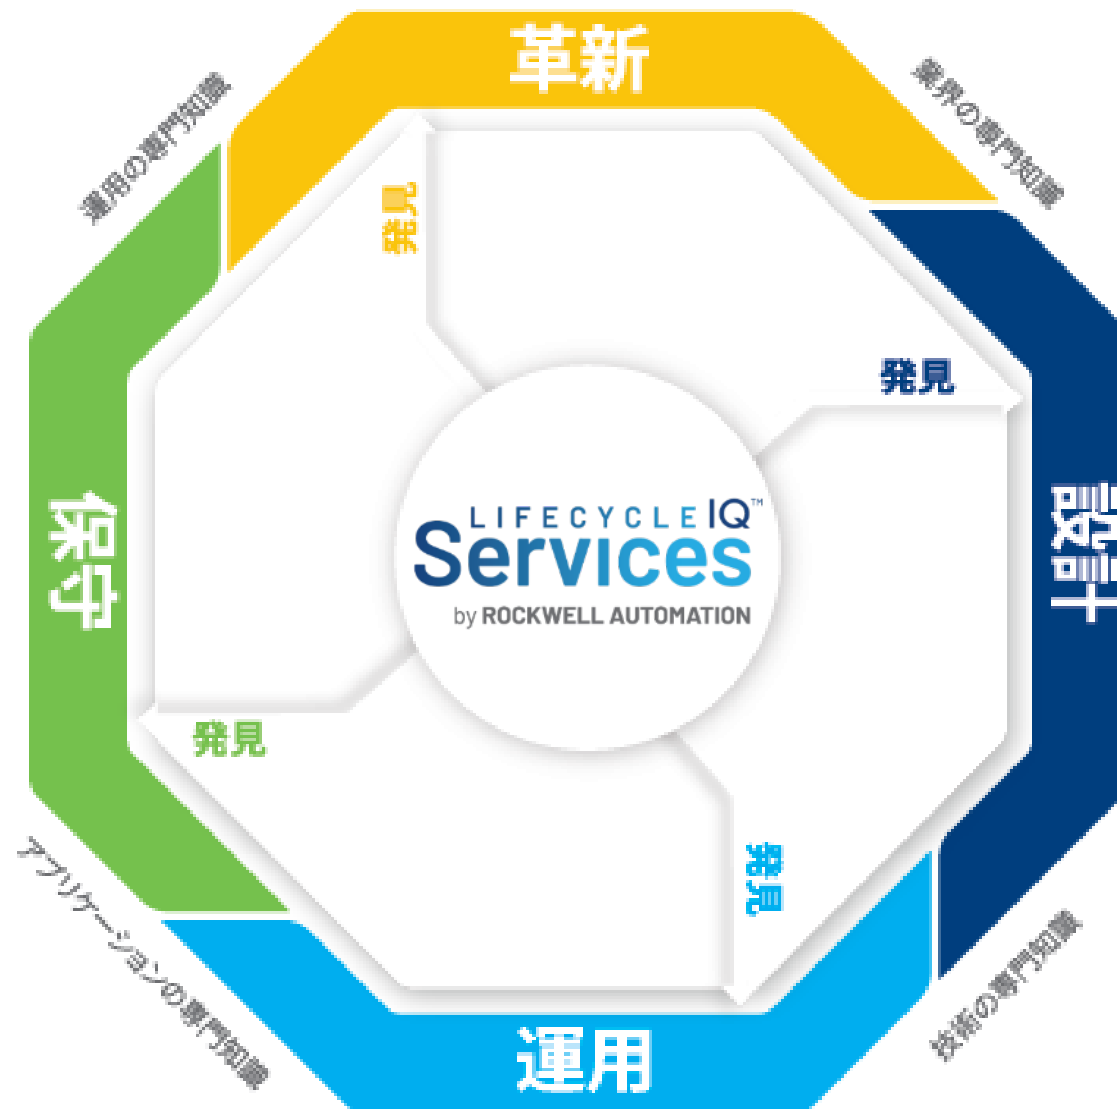 革新
運用の専門知識
業界の専門知識
発見
発見
保守
LIFECYCLE IQ™
Services
by ROCKWELL AUTOMATION
設計
発見
発見
アプリケーションの専門知識
技術の専門知識
運用